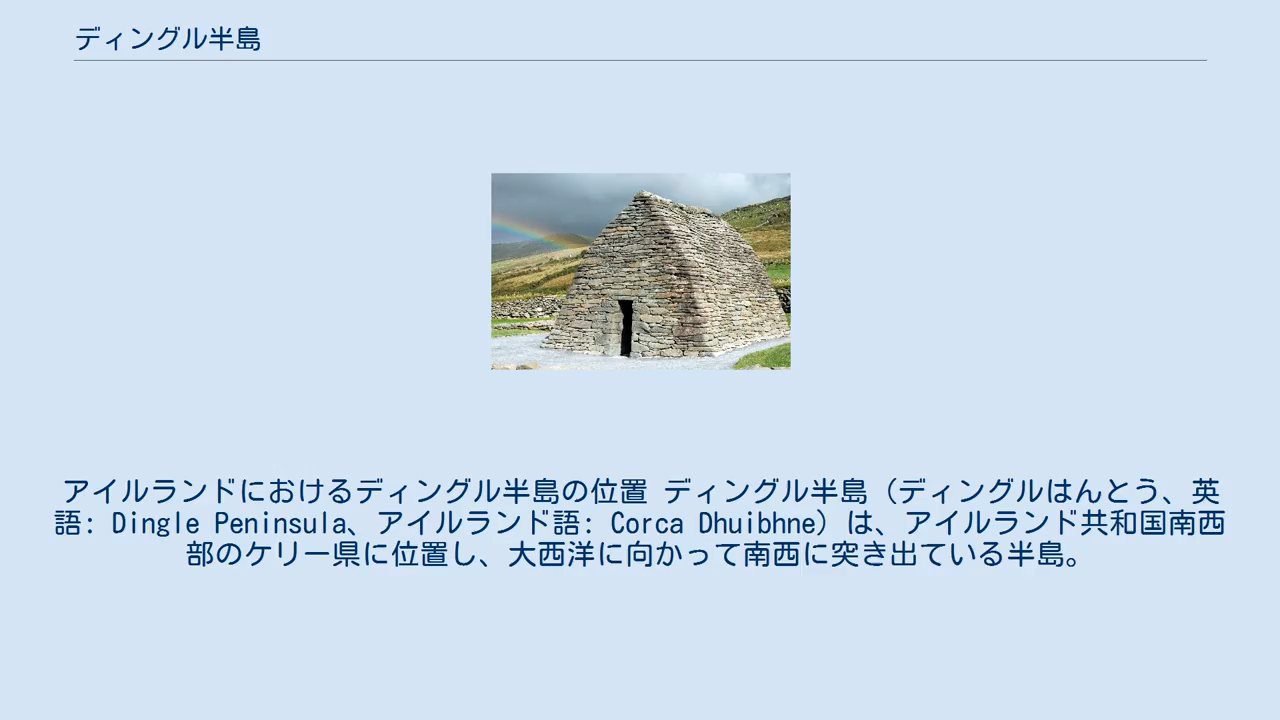 ディングル半島
アイルランドにおけるディングル半島の位置 ディングル半島（ディングルはんとう、英
語: Dingle Peninsula、アイルランド語: Corca Dhuibhne）は、アイルランド共和国南西
部のケリー県に位置し、大西洋に向かって南西に突き出ている半島。